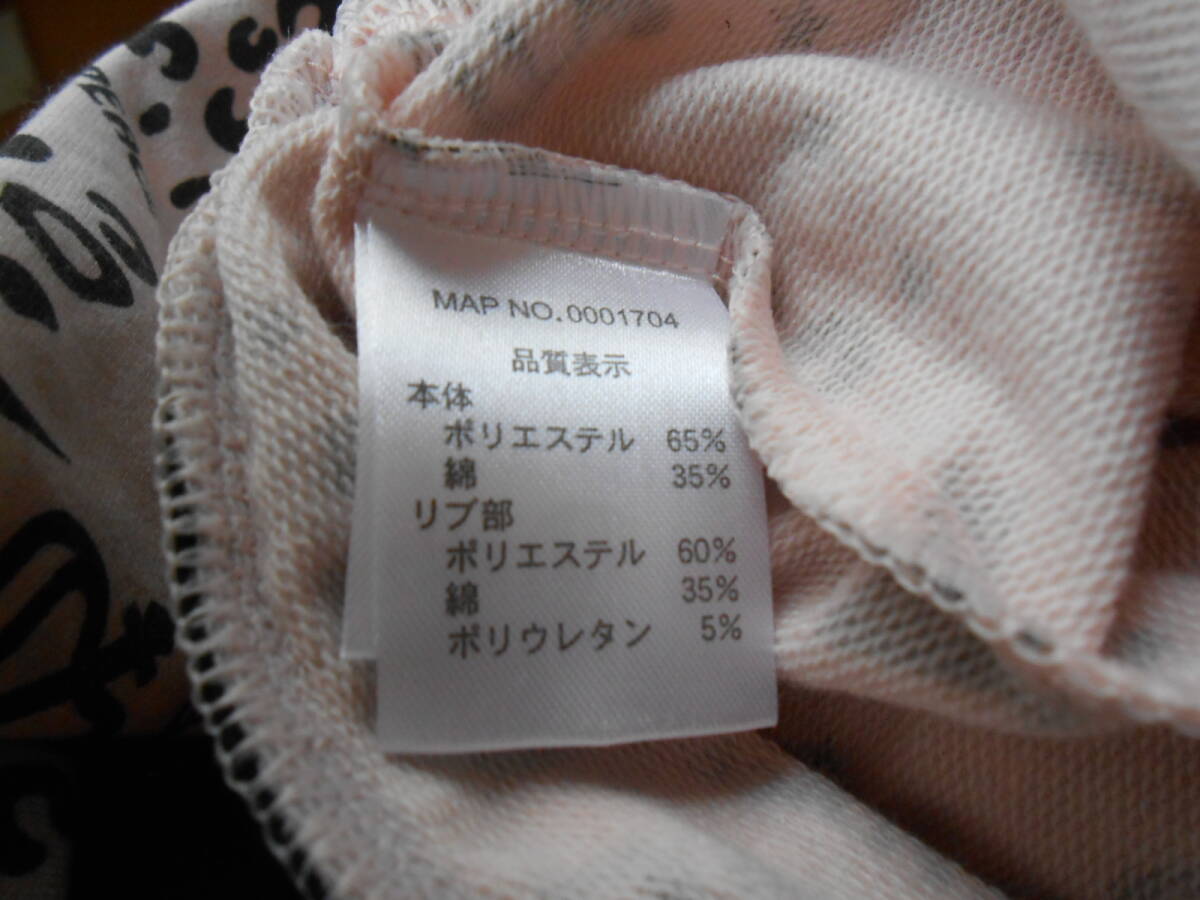 MAP NO.0001704
品質表示
本体
ポリエステル 65%
綿 35%
リブ部
ポリエステル 60%
綿 35%
ポリウレタン 5%